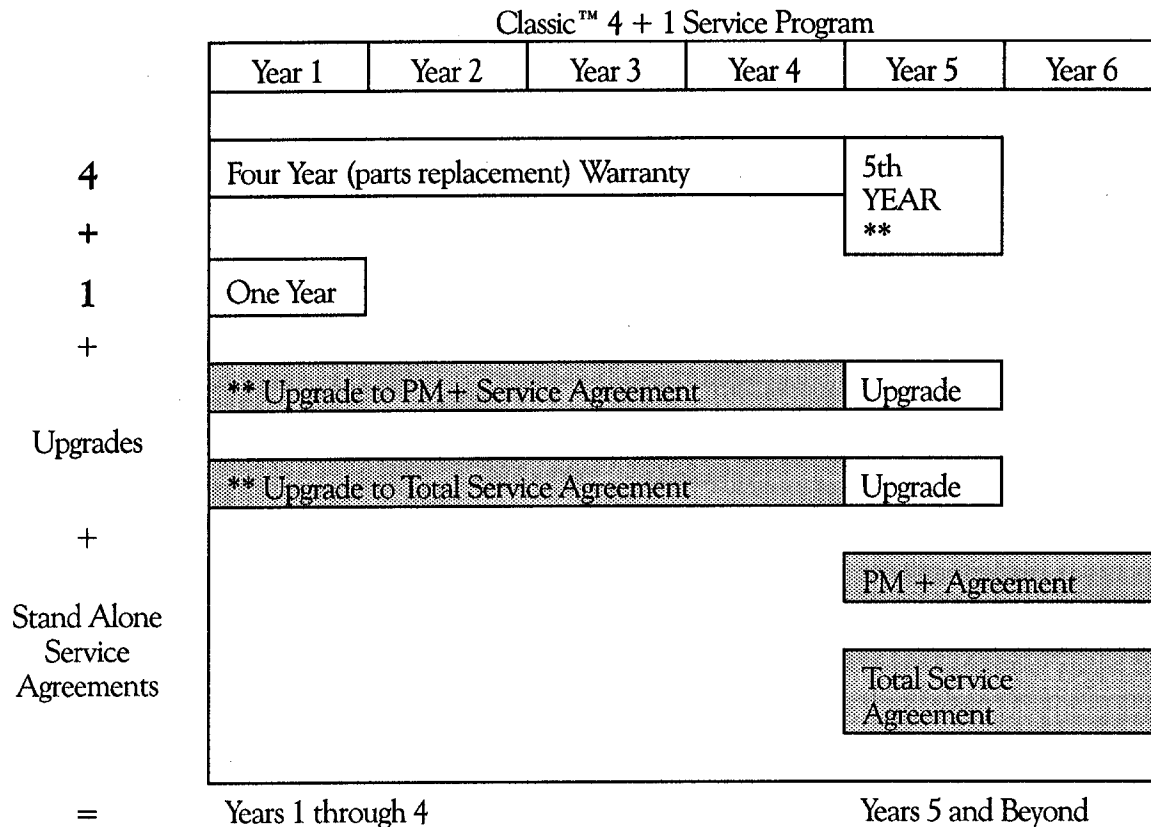 Classic™ 4 + 1 Service Program
Year 1 Year 2 Year 3 Year 4 Year 5 Year 6
4 Four Year (parts replacement) Warranty 5th
YEAR
+ **
1 One Year
+
** Upgrade to PM+ Service Agreement Upgrade
Upgrades
** Upgrade to Total Service Agreement Upgrade
+
PM + Agreement
Stand Alone
Service
Agreements
Total Service
Agreement
= Years 1 through 4 Years 5 and Beyond